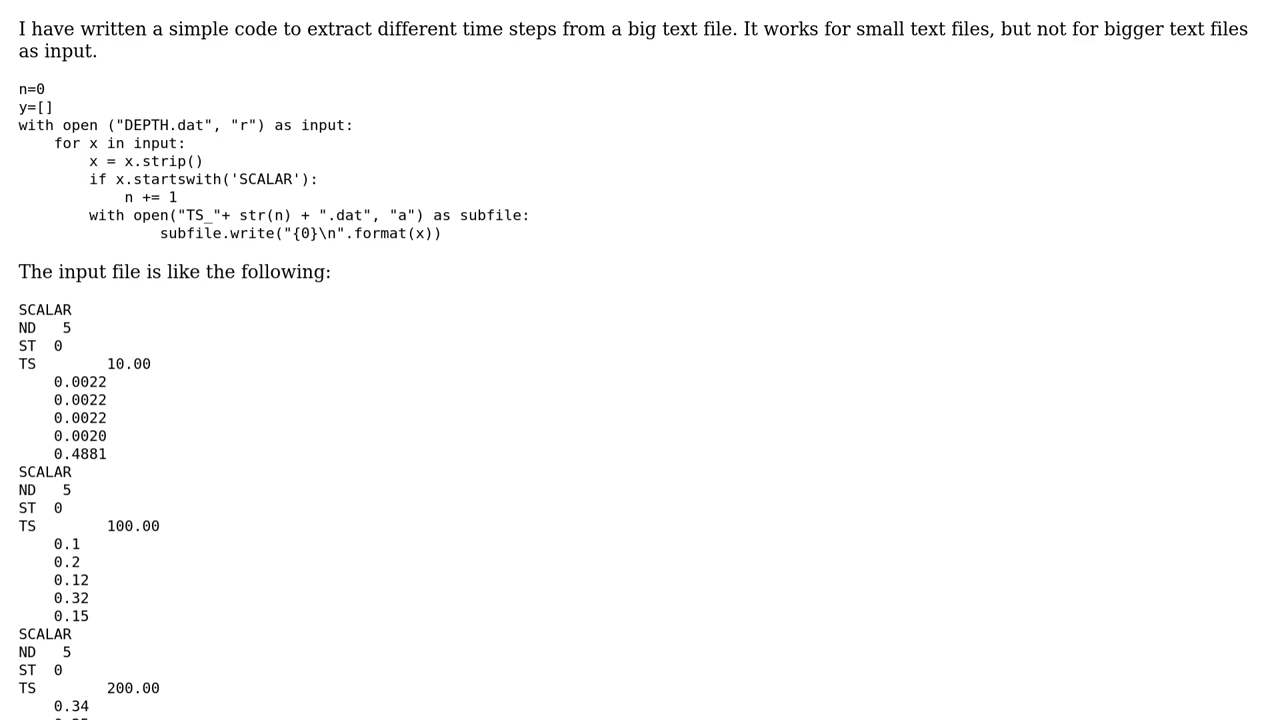 I have written a simple code to extract different time steps from a big text file. It works for small text files, but not for bigger text files
as input.
n=0
y=[]
with open ("DEPTH.dat", "r") as input:
    for x in input:
        x = x.strip()
        if x.startswith('SCALAR'):
            n += 1
        with open("TS_"+ str(n) + ".dat", "a") as subfile:
                subfile.write("{0}\n".format(x))
The input file is like the following:
SCALAR
ND   5
ST  0
TS        10.00
    0.0022
    0.0022
    0.0022
    0.0020
    0.4881
SCALAR
ND   5
ST  0
TS        100.00
    0.1
    0.2
    0.12
    0.32
    0.15
SCALAR
ND   5
ST  0
TS        200.00
    0.34